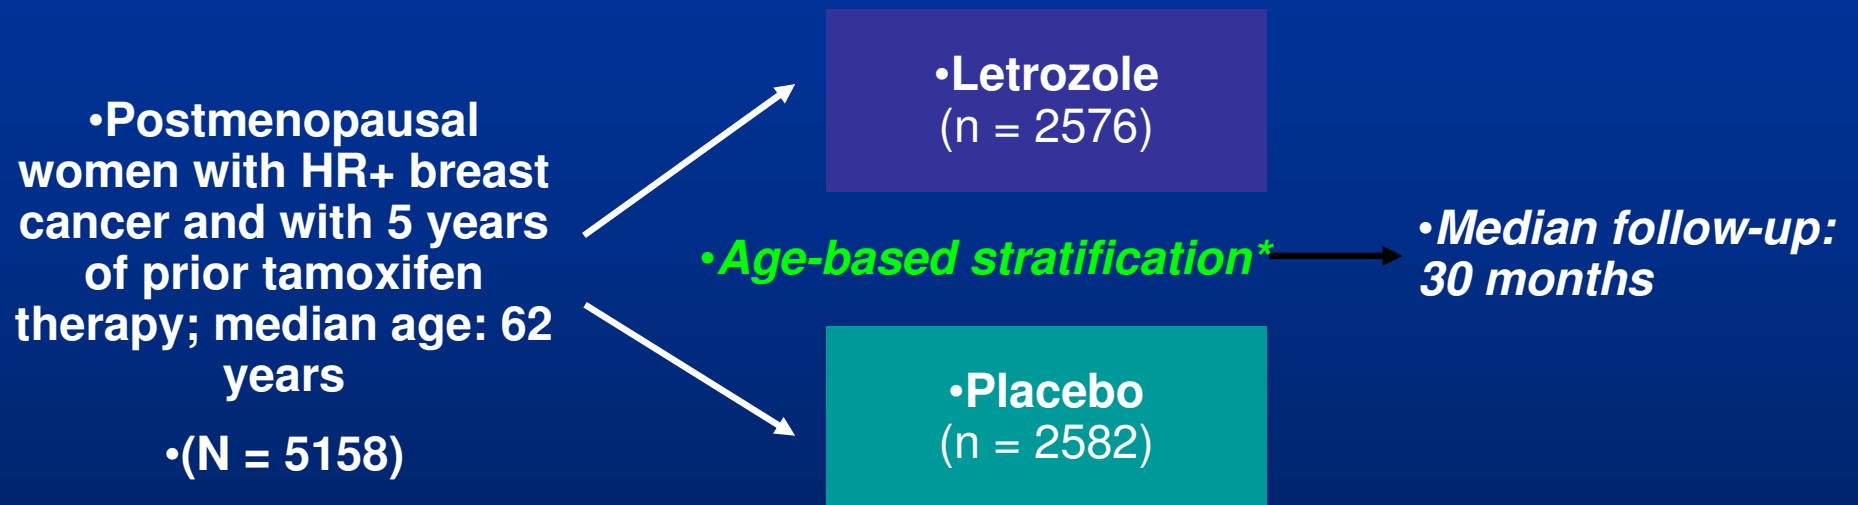 •Postmenopausal
women with HR+ breast
cancer and with 5 years
of prior tamoxifen
therapy; median age: 62
years
•(N = 5158)
•Letrozole
(n = 2576)
•Age-based stratification*
•Placebo
(n = 2582)
•Median follow-up:
30 months